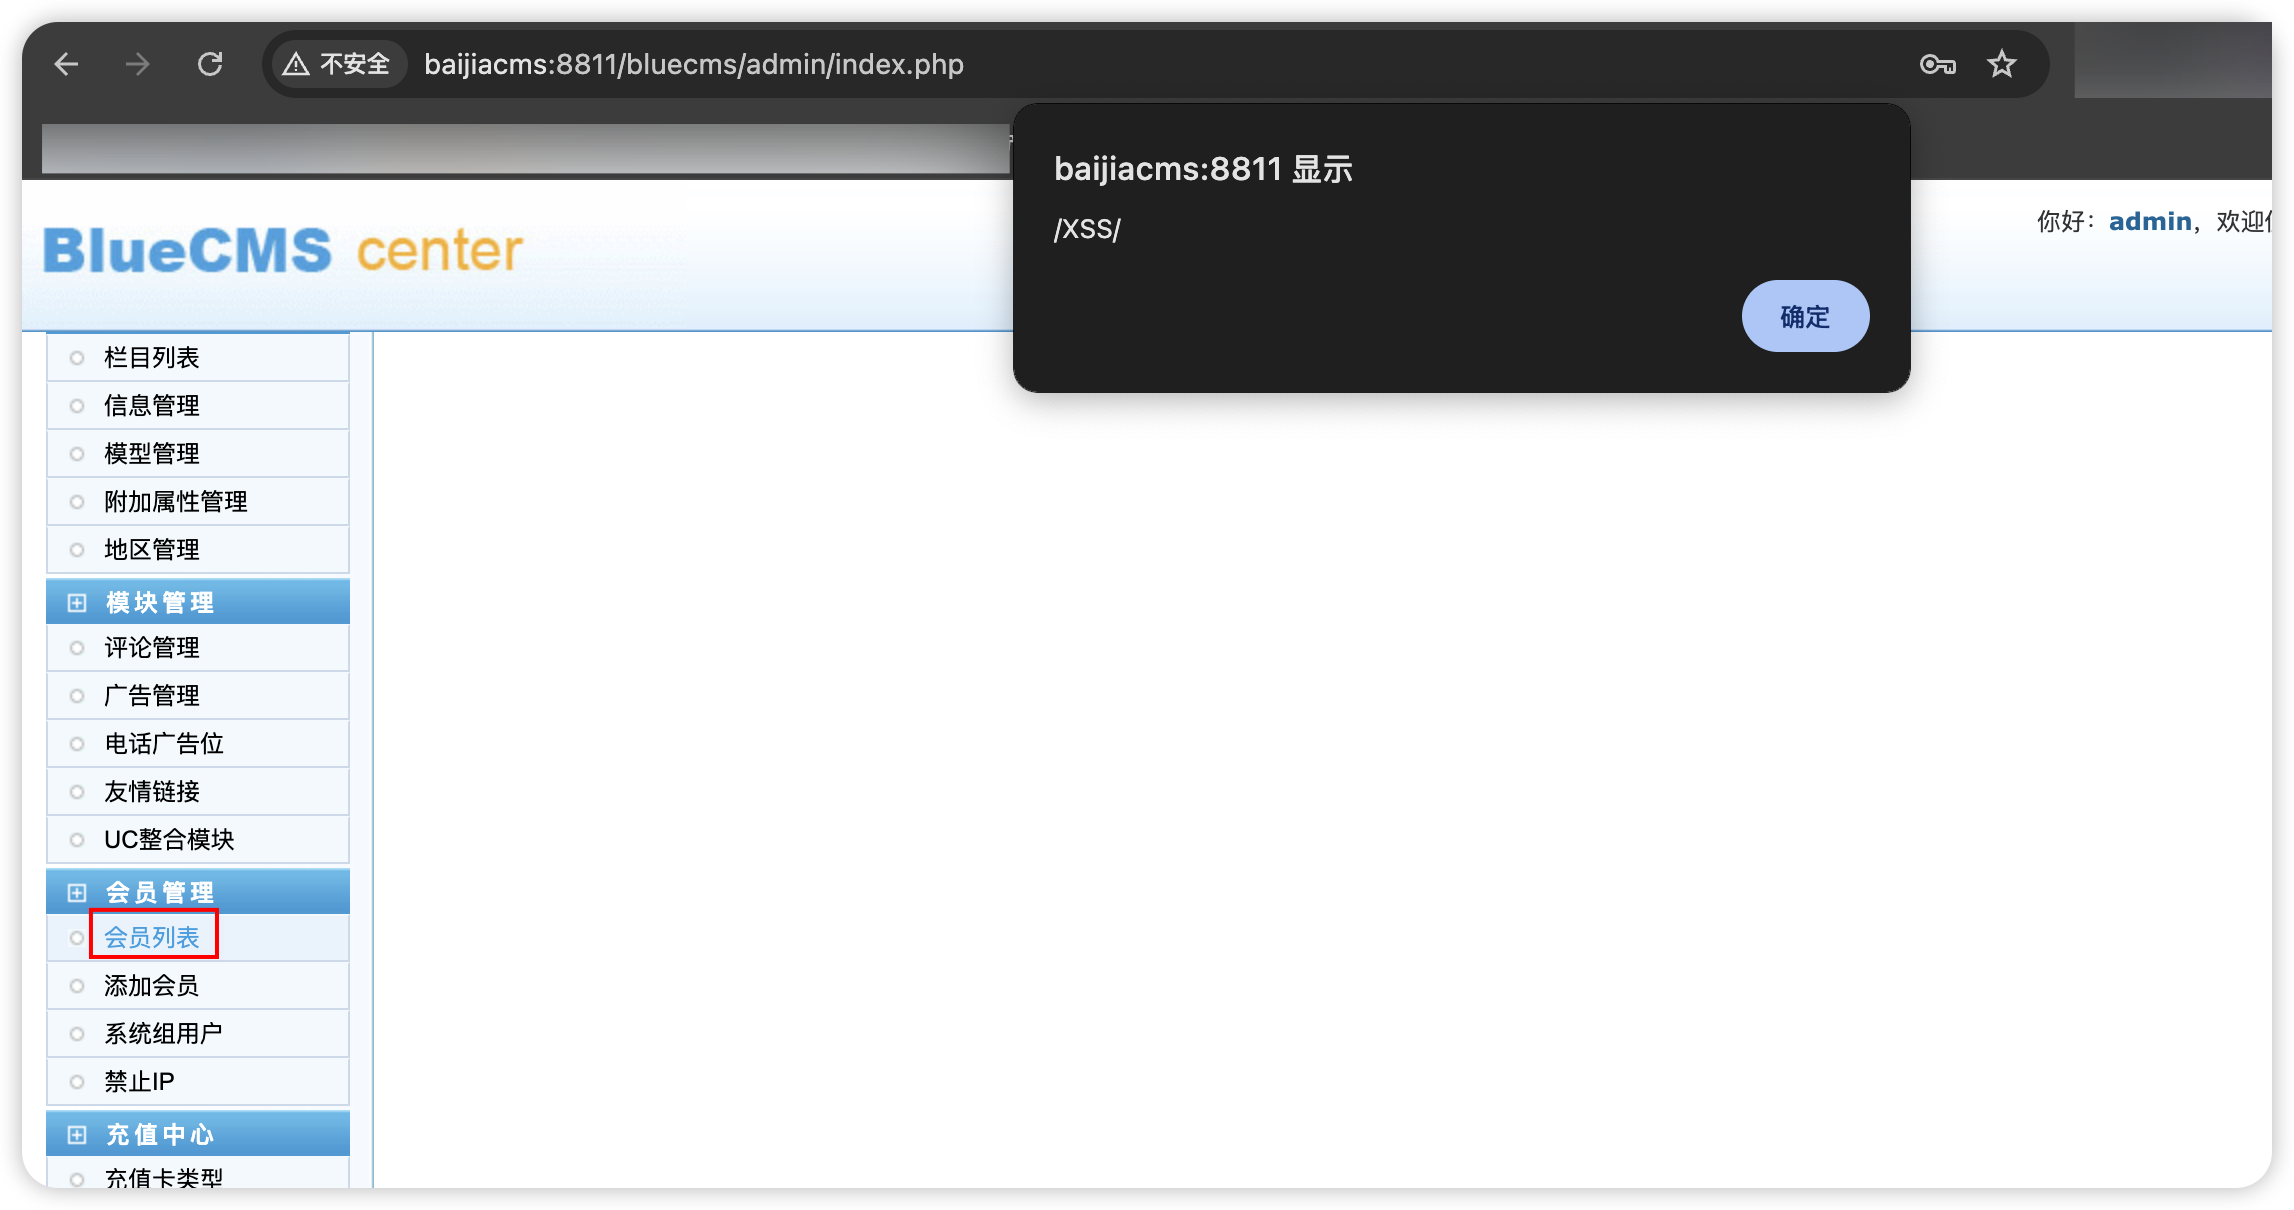 不安全 baijiacms:8811/bluecms/admin/index.php
baijiacms:8811 显示
/XSS/
确定
BlueCMS center
你好：admin，欢迎
栏目列表
信息管理
模型管理
附加属性管理
地区管理
模块管理
评论管理
广告管理
电话广告位
友情链接
UC整合模块
会员管理
会员列表
添加会员
系统组用户
禁止IP
充值中心
充值卡类型